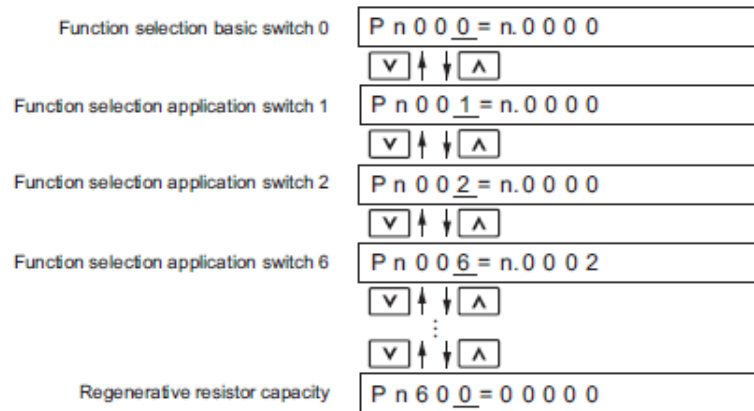 Function selection basic switch 0 Pn000=n.0000
∨ ∧
Function selection application switch 1 Pn001=n.0000
∨ ∧
Function selection application switch 2 Pn002=n.0000
∨ ∧
Function selection application switch 6 Pn006=n.0002
∨ ∧
∨ ∧
Regenerative resistor capacity Pn600=00000